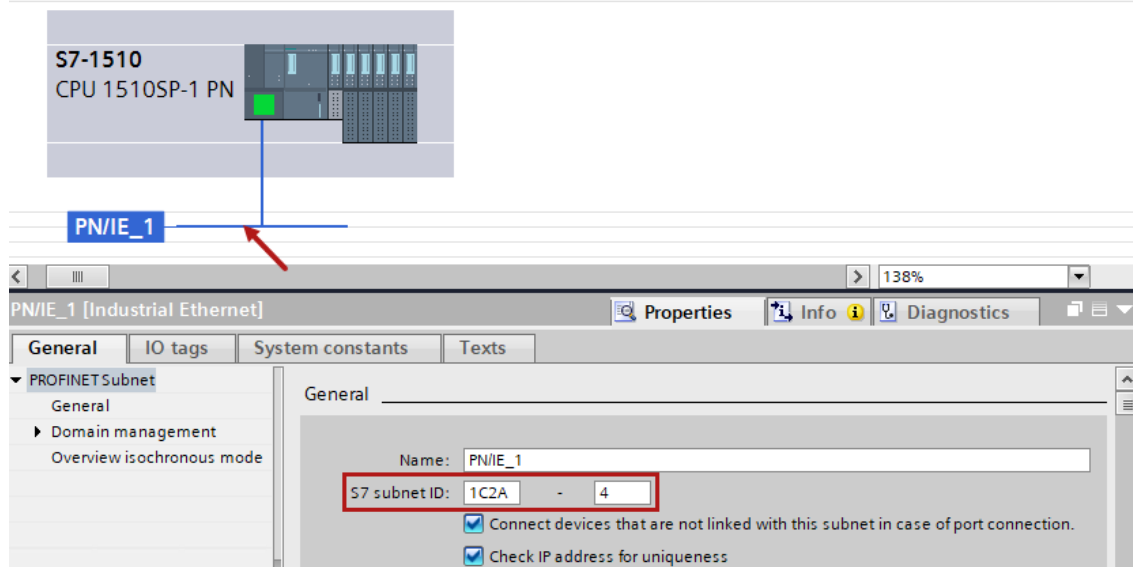 S7-1510
CPU 1510SP-1 PN
PN/IE_1
138%
PN/IE_1 [Industrial Ethernet]
Properties Info Diagnostics
General IO tags System constants Texts
PROFINET Subnet
General
Domain management
Overview isochronous mode
General
Name: PN/IE_1
S7 subnet ID: 1C2A - 4
Connect devices that are not linked with this subnet in case of port connection.
Check IP address for uniqueness